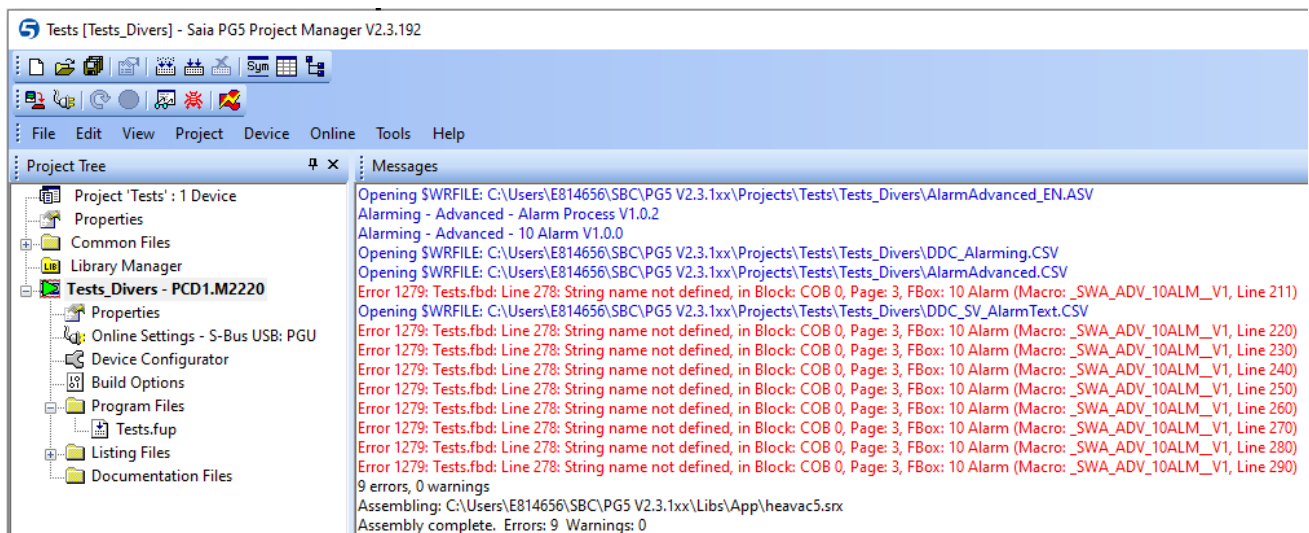 Tests [Tests_Divers] - Saia PG5 Project Manager V2.3.192
Sym
File Edit View Project Device Online Tools Help
Project Tree
Project 'Tests' : 1 Device
Properties
Common Files
LIB Library Manager
Tests_Divers - PCD1.M2220
Properties
Online Settings - S-Bus USB: PGU
Device Configurator
Build Options
Program Files
Tests.fup
Listing Files
Documentation Files
Messages
Opening $WRFILE: C:\Users\E814656\SBC\PG5 V2.3.1xx\Projects\Tests\Tests_Divers\AlarmAdvanced_EN.ASV
Alarming - Advanced - Alarm Process V1.0.2
Alarming - Advanced - 10 Alarm V1.0.0
Opening $WRFILE: C:\Users\E814656\SBC\PG5 V2.3.1xx\Projects\Tests\Tests_Divers\DDC_Alarming.CSV
Opening $WRFILE: C:\Users\E814656\SBC\PG5 V2.3.1xx\Projects\Tests\Tests_Divers\AlarmAdvanced.CSV
Error 1279: Tests.fbd: Line 278: String name not defined, in Block: COB 0, Page: 3, FBox: 10 Alarm (Macro: _SWA_ADV_10ALM__V1, Line 211)
Opening $WRFILE: C:\Users\E814656\SBC\PG5 V2.3.1xx\Projects\Tests\Tests_Divers\DDC_SV_AlarmText.CSV
Error 1279: Tests.fbd: Line 278: String name not defined, in Block: COB 0, Page: 3, FBox: 10 Alarm (Macro: _SWA_ADV_10ALM__V1, Line 220)
Error 1279: Tests.fbd: Line 278: String name not defined, in Block: COB 0, Page: 3, FBox: 10 Alarm (Macro: _SWA_ADV_10ALM__V1, Line 230)
Error 1279: Tests.fbd: Line 278: String name not defined, in Block: COB 0, Page: 3, FBox: 10 Alarm (Macro: _SWA_ADV_10ALM__V1, Line 240)
Error 1279: Tests.fbd: Line 278: String name not defined, in Block: COB 0, Page: 3, FBox: 10 Alarm (Macro: _SWA_ADV_10ALM__V1, Line 250)
Error 1279: Tests.fbd: Line 278: String name not defined, in Block: COB 0, Page: 3, FBox: 10 Alarm (Macro: _SWA_ADV_10ALM__V1, Line 260)
Error 1279: Tests.fbd: Line 278: String name not defined, in Block: COB 0, Page: 3, FBox: 10 Alarm (Macro: _SWA_ADV_10ALM__V1, Line 270)
Error 1279: Tests.fbd: Line 278: String name not defined, in Block: COB 0, Page: 3, FBox: 10 Alarm (Macro: _SWA_ADV_10ALM__V1, Line 280)
Error 1279: Tests.fbd: Line 278: String name not defined, in Block: COB 0, Page: 3, FBox: 10 Alarm (Macro: _SWA_ADV_10ALM__V1, Line 290)
9 errors, 0 warnings
Assembling: C:\Users\E814656\SBC\PG5 V2.3.1xx\Libs\App\heavac5.srx
Assembly complete. Errors: 9 Warnings: 0